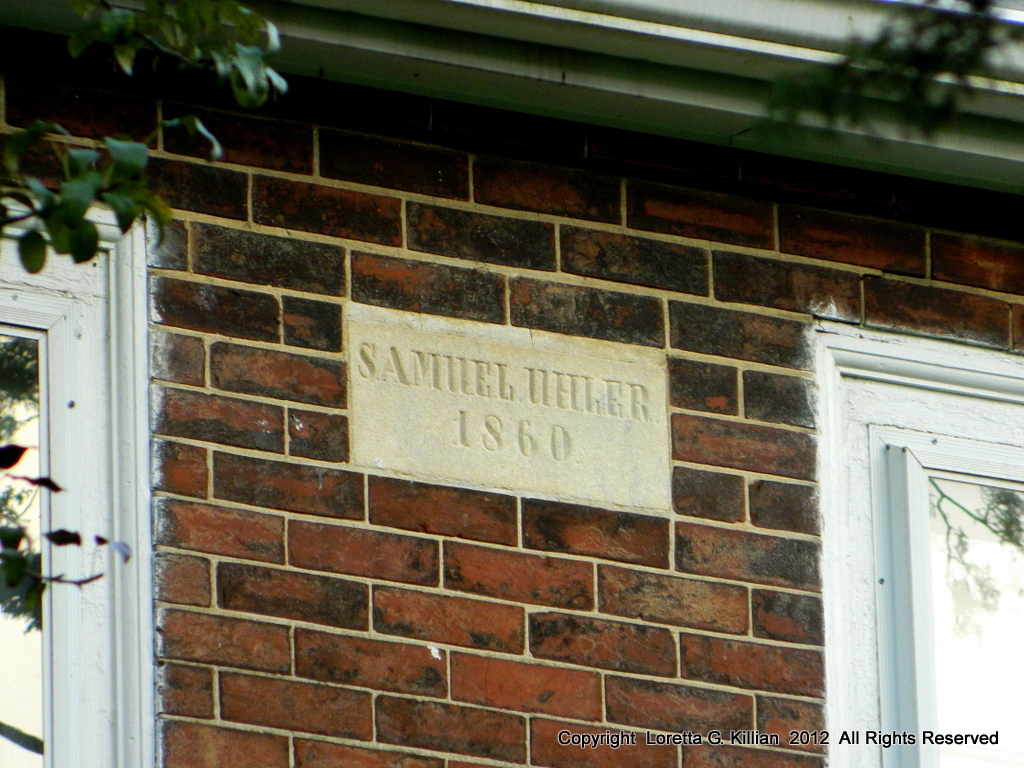 SAMUEL UHLER
1860
Copyright Loretta G. Killian 2012 All Rights Reserved